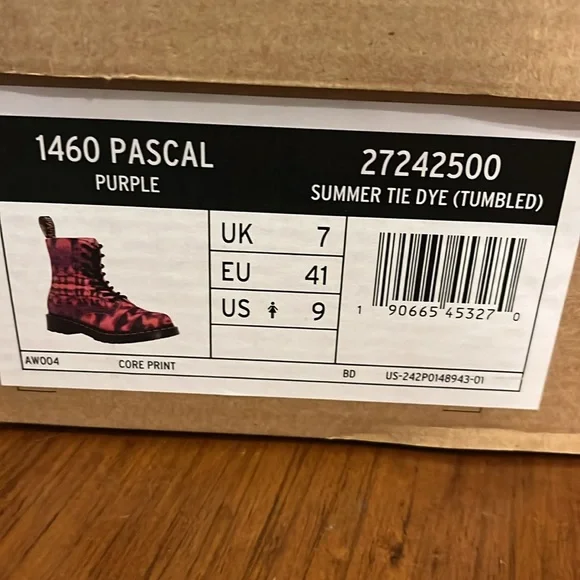 1460 PASCAL
PURPLE
27242500
SUMMER TIE DYE (TUMBLED)
UK 7
EU 41
US 9
1 90665 45327 0
AW004 CORE PRINT BD US-242P0148943-01